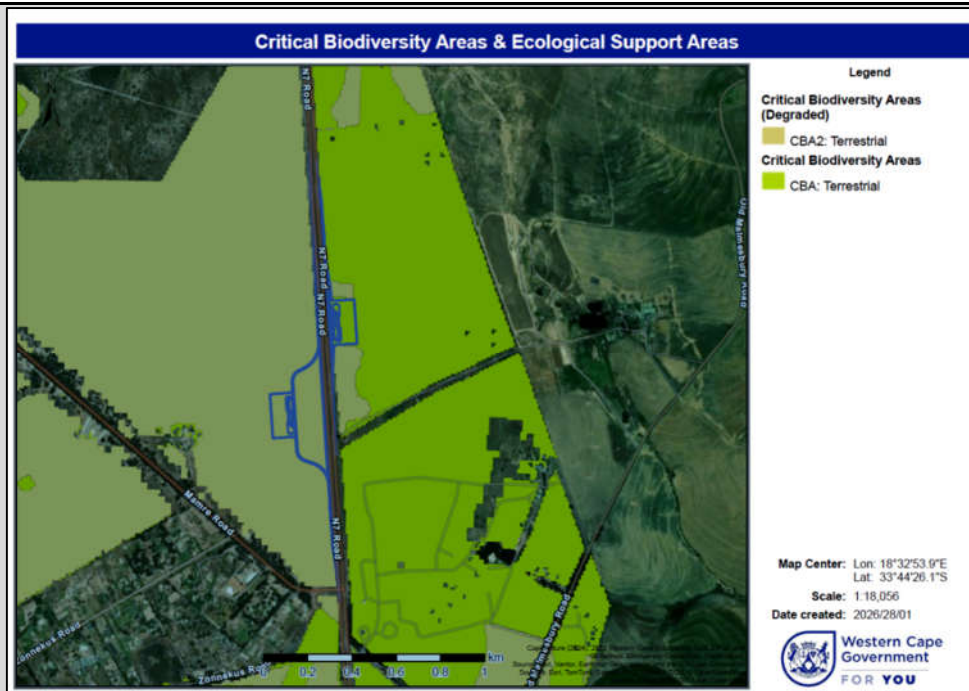 Critical Biodiversity Areas & Ecological Support Areas
Legend
Critical Biodiversity Areas
(Degraded)
CBA2: Terrestrial
Critical Biodiversity Areas
CBA: Terrestrial
N7 Road
N7 Road
N7 Road
N7 Road
Old Malmesbury Road
Mamre Road
Zonnekus Road
Zonnekus
Malmesbury Road
km
0
0.2
0.4
0.6
0.8
1
Map Center: Lon: 18°32'53.9"E
Lat: 33°44'26.1"S
Scale: 1:18,056
Date created: 2026/28/01
Western Cape
Government
FOR YOU